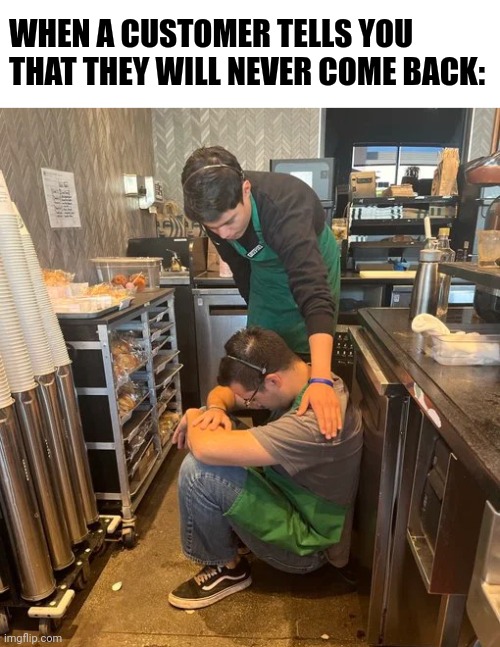 WHEN A CUSTOMER TELLS YOU
THAT THEY WILL NEVER COME BACK:
imgflip.com